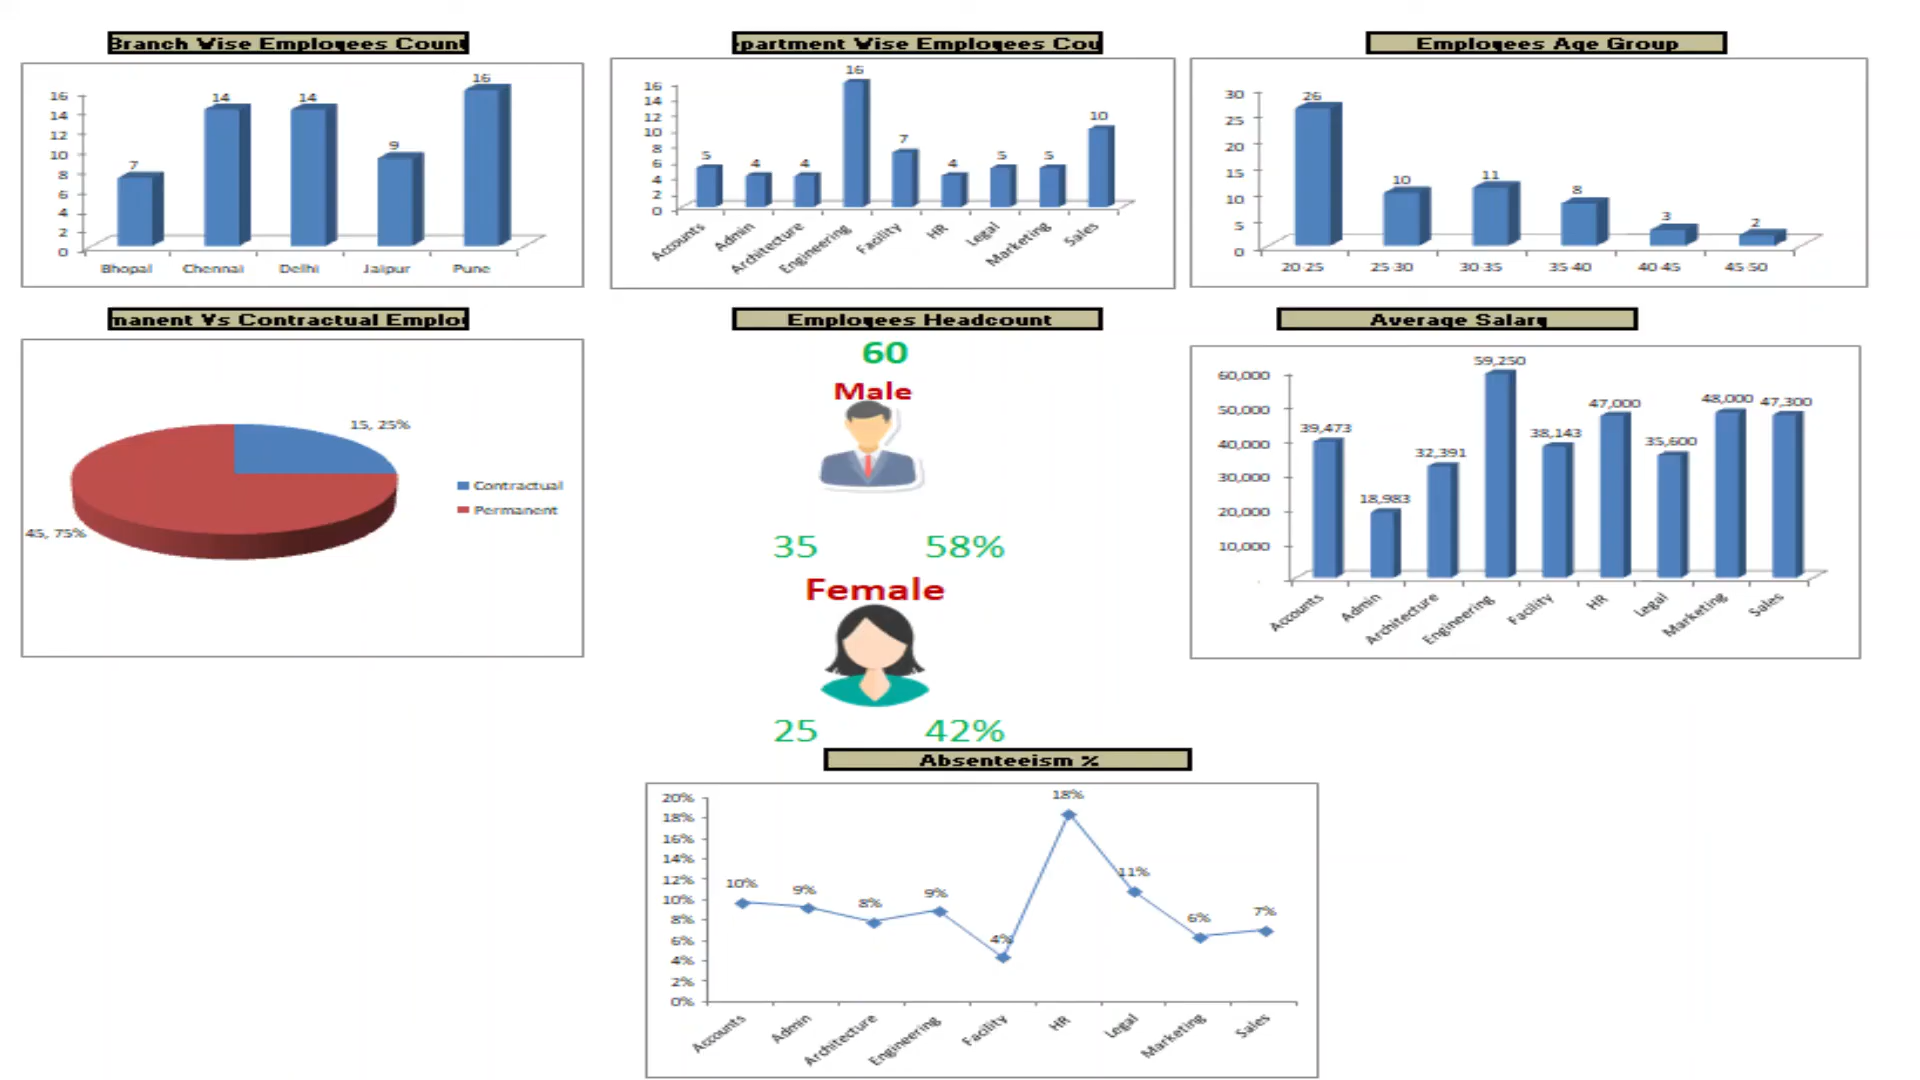 Branch Wise Employees Count
16
14
12
10
8
6
4
2
0
7
14
14
9
16
Bhopal
Chennai
Delhi
Jaipur
Pune
partment Wise Employees Cou
16
14
12
10
8
6
4
2
0
5
4
4
16
7
4
5
5
10
Accounts
Admin
Architecture
Engineering
Facility
HR
Legal
Marketing
Sales
Employees Age Group
30
25
20
15
10
5
0
26
10
11
8
3
2
20-25
25-30
30-35
35-40
40-45
45-50
manent Vs Contractual Emplo
15, 25%
45, 75%
Contractual
Permanent
Employees Headcount
60
Male
35 58%
Female
25 42%
Average Salary
60,000
50,000
40,000
30,000
20,000
10,000
-
39,473
18,983
32,391
59,250
38,143
47,000
35,600
48,000
47,300
Accounts
Admin
Architecture
Engineering
Facility
HR
Legal
Marketing
Sales
Absenteeism %
20%
18%
16%
14%
12%
10%
8%
6%
4%
2%
0%
10%
9%
8%
9%
4%
18%
11%
6%
7%
Accounts
Admin
Architecture
Engineering
Facility
HR
Legal
Marketing
Sales